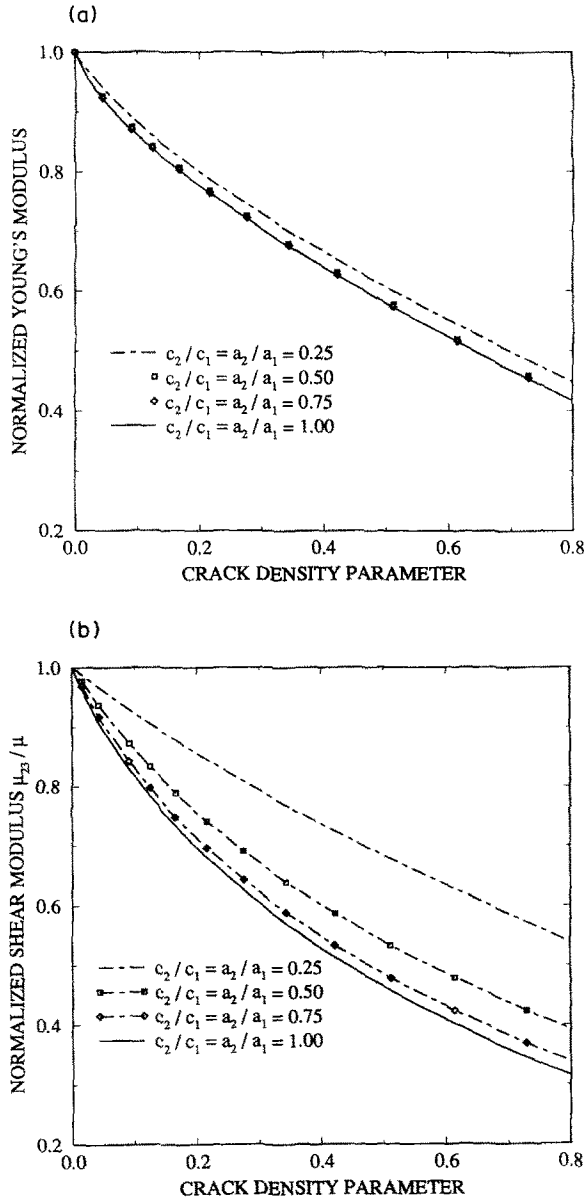 (a)
1.0
0.8
0.6
0.4
0.2
NORMALIZED YOUNG'S MODULUS
c₂ / c₁ = a₂ / a₁ = 0.25
c₂ / c₁ = a₂ / a₁ = 0.50
c₂ / c₁ = a₂ / a₁ = 0.75
c₂ / c₁ = a₂ / a₁ = 1.00
0.0 0.2 0.4 0.6 0.8
CRACK DENSITY PARAMETER
(b)
1.0
0.8
0.6
0.4
0.2
NORMALIZED SHEAR MODULUS μ₂₃ / μ
c₂ / c₁ = a₂ / a₁ = 0.25
c₂ / c₁ = a₂ / a₁ = 0.50
c₂ / c₁ = a₂ / a₁ = 0.75
c₂ / c₁ = a₂ / a₁ = 1.00
0.0 0.2 0.4 0.6 0.8
CRACK DENSITY PARAMETER